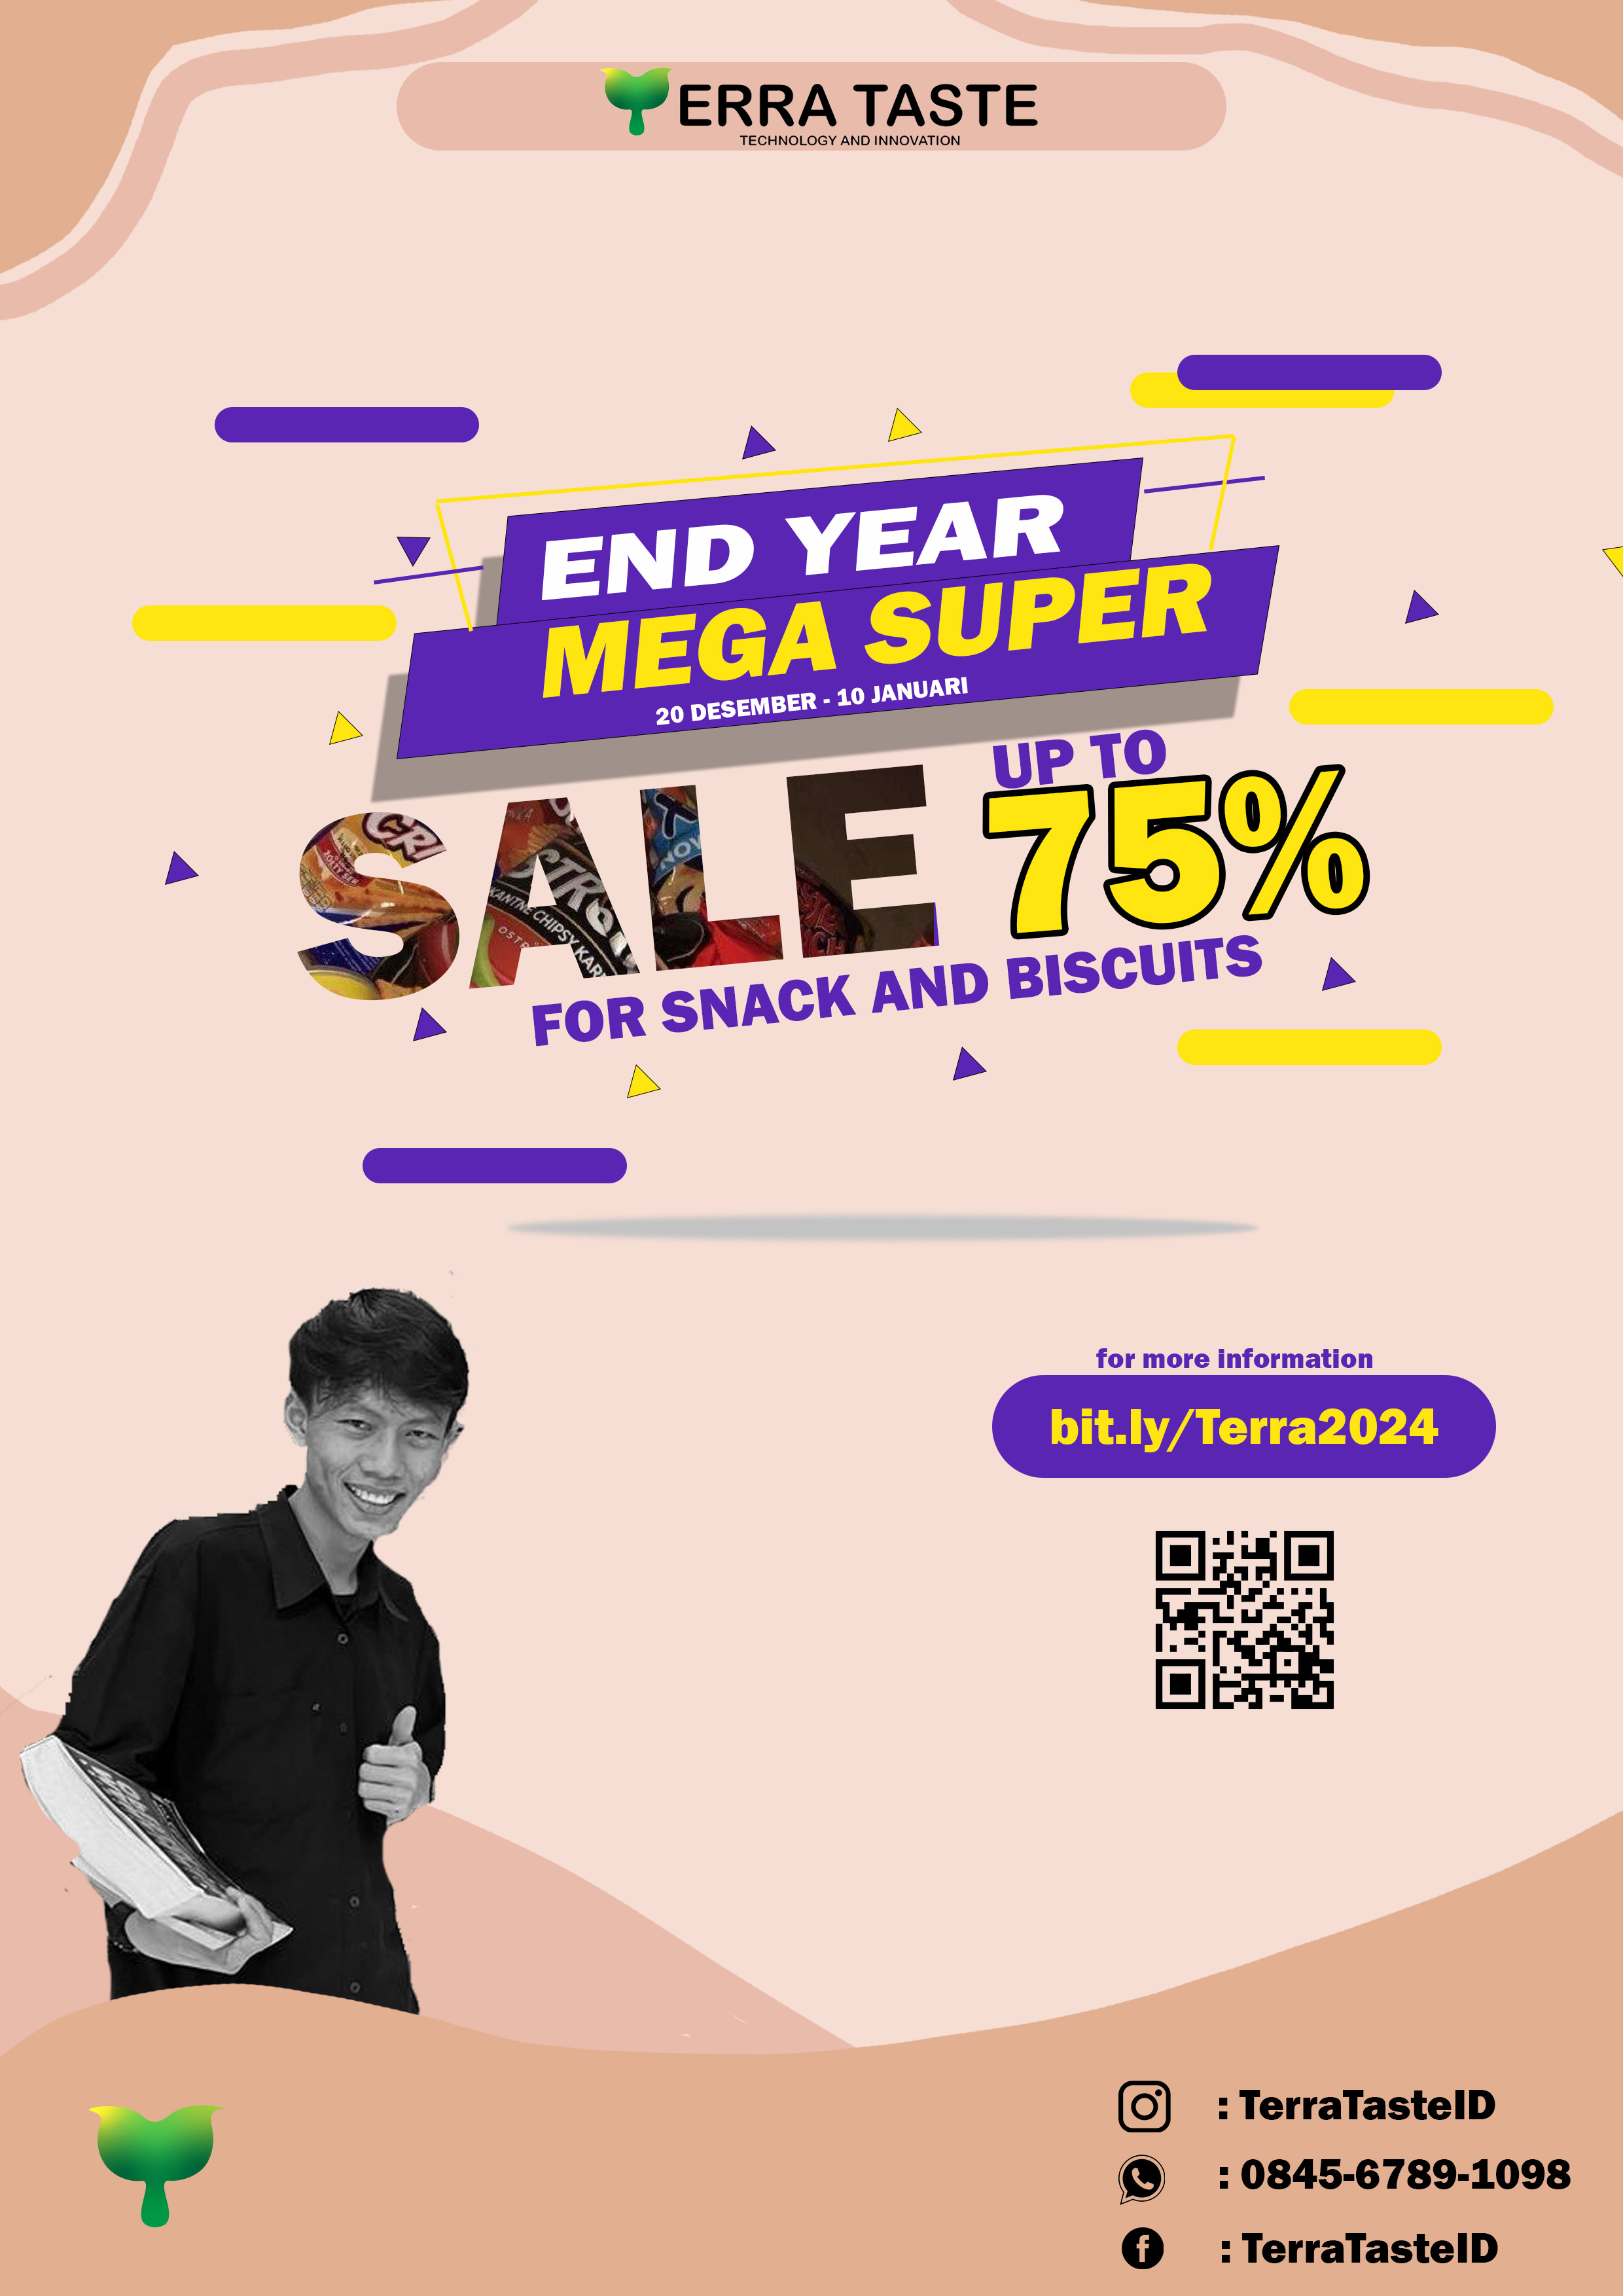 ERRA TASTE
TECHNOLOGY AND INNOVATION
END YEAR
MEGA SUPER
20 DESEMBER - 10 JANUARI
UP TO
SALE 75%
FOR SNACK AND BISCUITS
for more information
bit.ly/Terra2024
: TerraTasteID
: 0845-6789-1098
: TerraTasteID